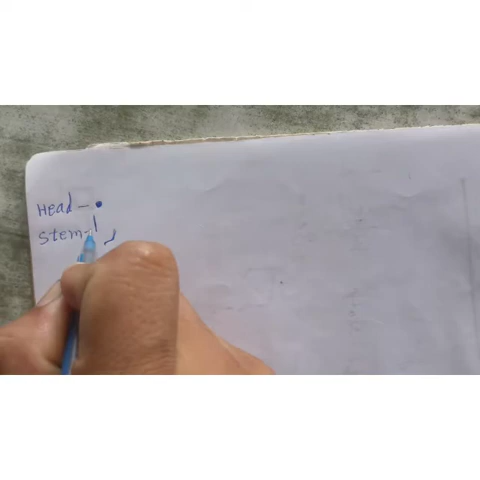 Head - •
Stem - |